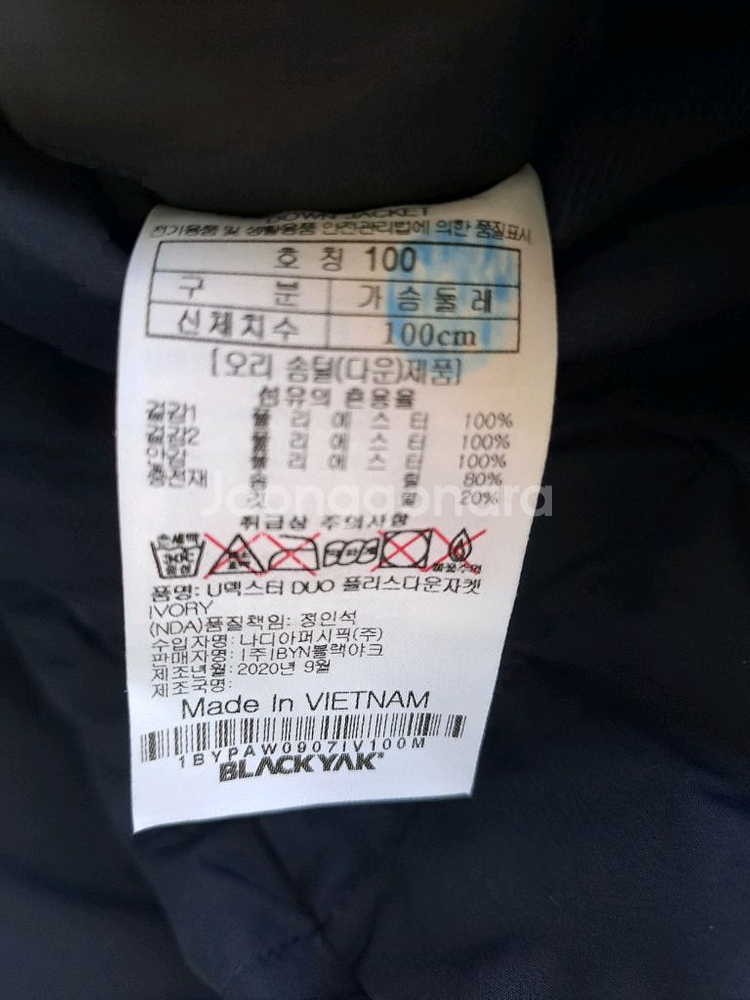 DOWN JACKET
전기용품 및 생활용품 안전관리법에 의한 품질표시
호 칭 100
구 분 가슴둘레
신체치수 100cm
[오리 솜털(다운)제품]
섬유의 혼용율
겉감1 폴 리 에 스 터 100%
겉감2 폴 리 에 스 터 100%
안감 폴 리 에 스 터 100%
충전재 솜 털 80%
깃 털 20%
Joonggonara
취급상 주의사항
손세탁
중성
품명: U맥스터 DUO 플리스다운자켓
IVORY
(NDA)품질책임: 정인석
수입자명: 나디아퍼시픽(주)
판매자명: (주)BYN블랙야크
제조년월: 2020년 9월
제조국명:
Made In VIETNAM
1BYPAW0907IV100M
BLACKYAK